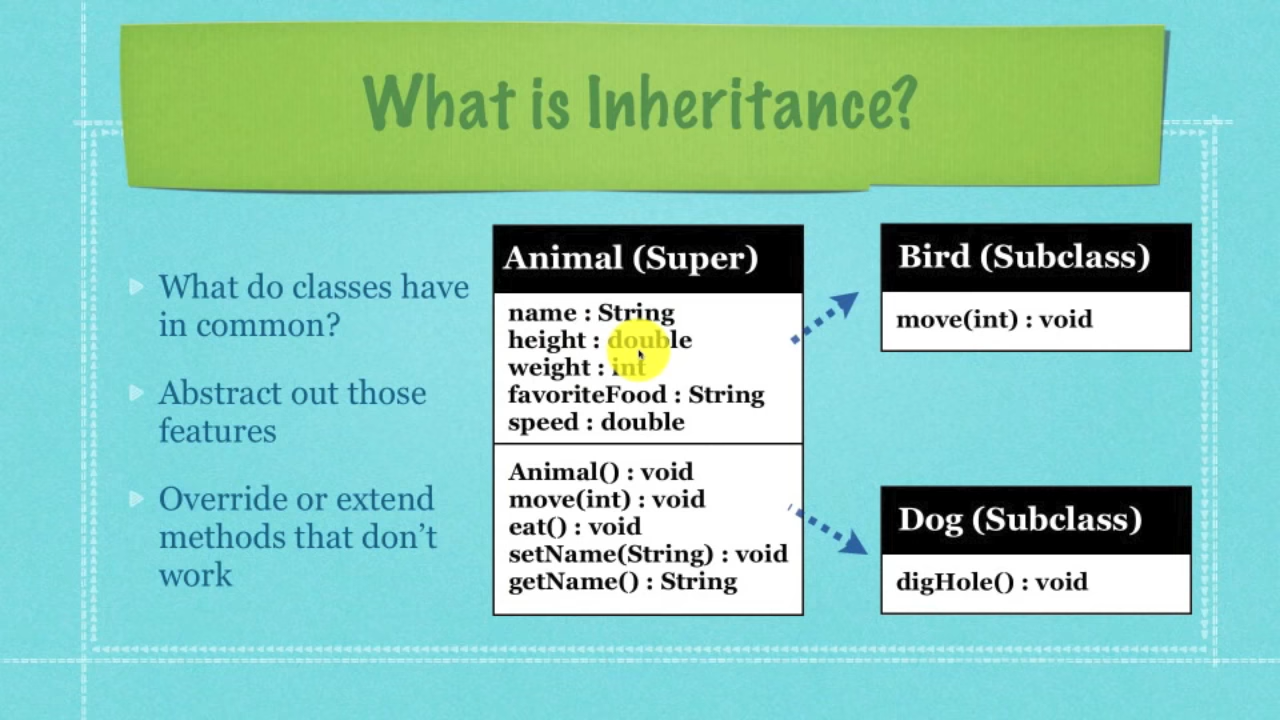 What is Inheritance?
What do classes have
in common?
Abstract out those
features
Override or extend
methods that don’t
work
Animal (Super)
name : String
height : double
weight : int
favoriteFood : String
speed : double
Animal() : void
move(int) : void
eat() : void
setName(String) : void
getName() : String
Bird (Subclass)
move(int) : void
Dog (Subclass)
digHole() : void